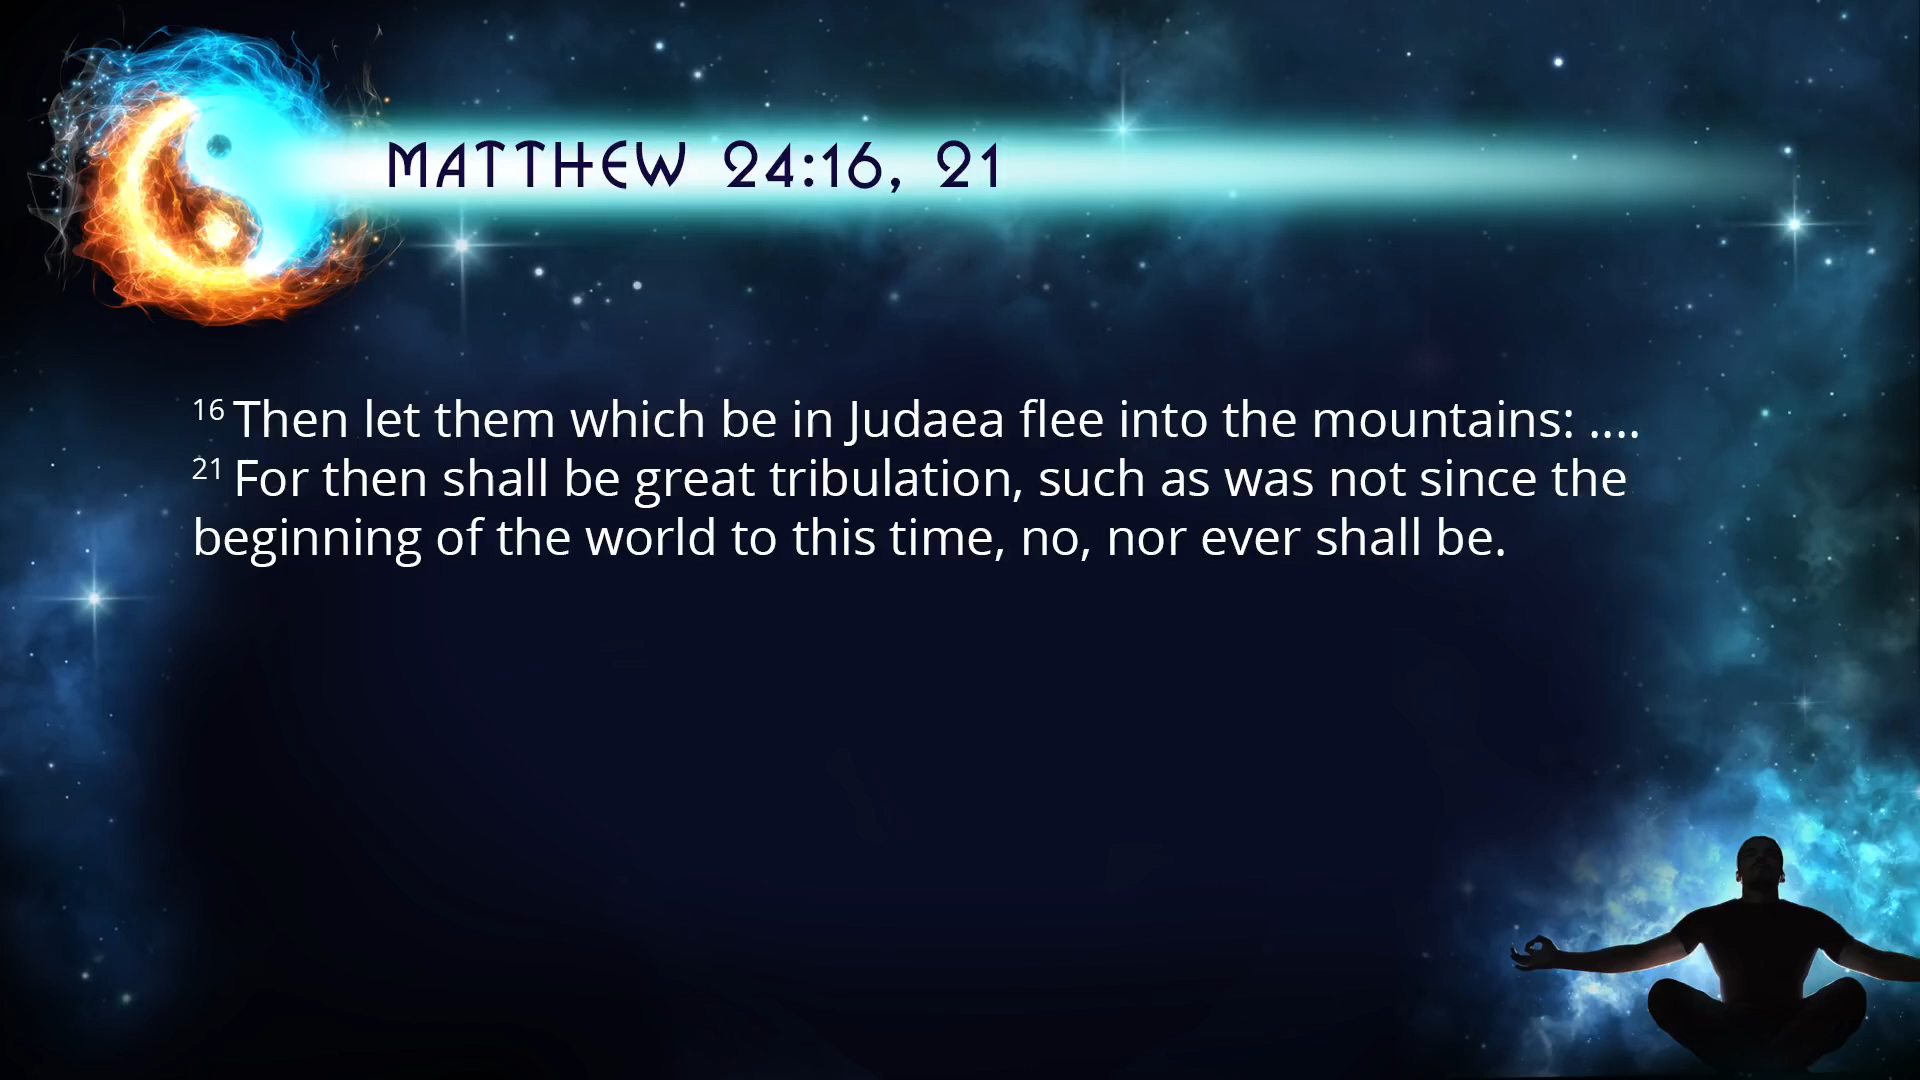 MATTHEW 24:16, 21
16 Then let them which be in Judaea flee into the mountains: ....
21 For then shall be great tribulation, such as was not since the
beginning of the world to this time, no, nor ever shall be.